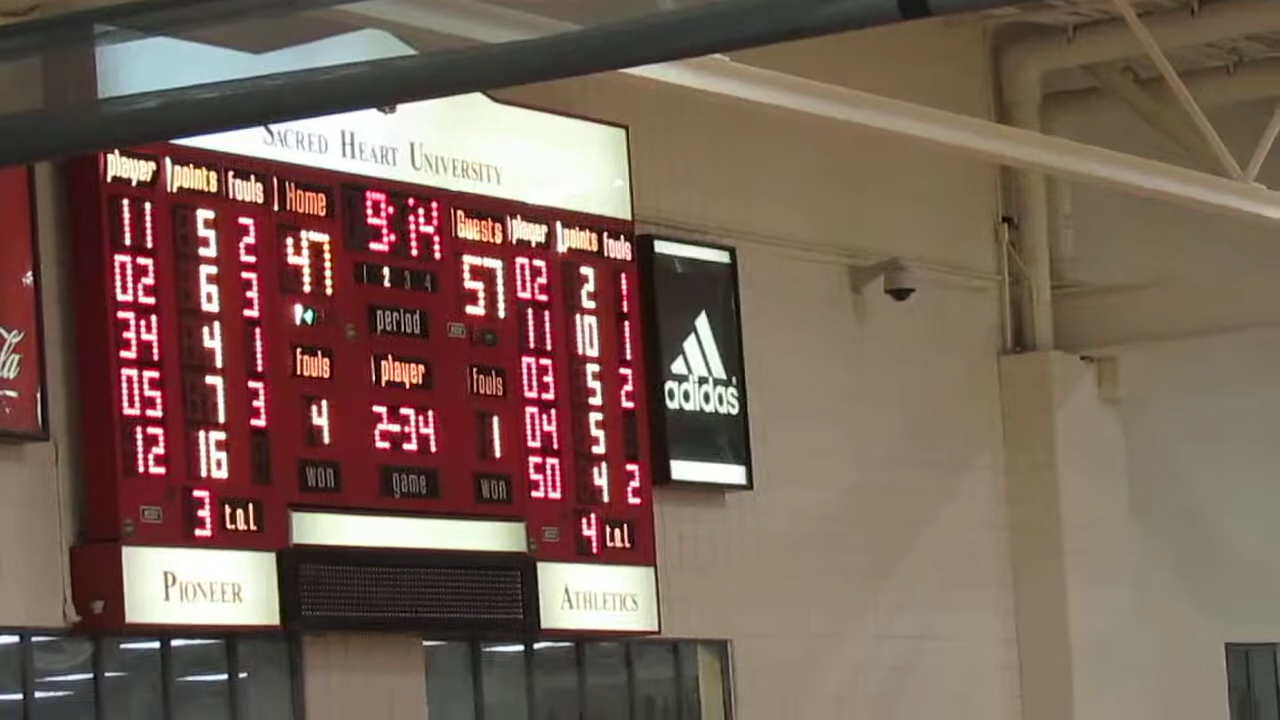 SACRED HEART UNIVERSITY
player points fouls Home 9:14 Guests player points fouls
11 5 2 47 57 02 2 1
02 6 3 1 2 3 4 11 10 1
34 4 1 period 03 5 2
fouls player fouls
05 7 3 4 2-34 1 04 5
12 16 won game won 50 4 2
3 t.o.l 4 t.o.l
PIONEER ATHLETICS
adidas
la